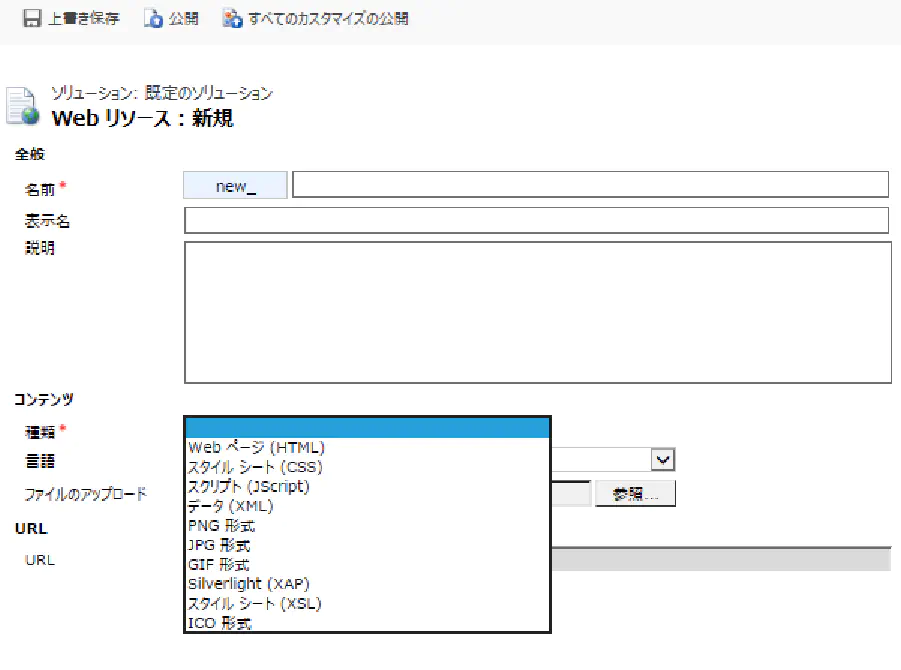 上書き保存 公開 すべてのカスタマイズの公開
ソリューション: 既定のソリューション
Web リソース : 新規
全般
名前 * new_
表示名
説明
コンテンツ
種類 *
言語
ファイルのアップロード 参照...
Web ページ (HTML)
スタイル シート (CSS)
スクリプト (JScript)
データ (XML)
PNG 形式
JPG 形式
GIF 形式
Silverlight (XAP)
スタイル シート (XSL)
ICO 形式
URL
URL